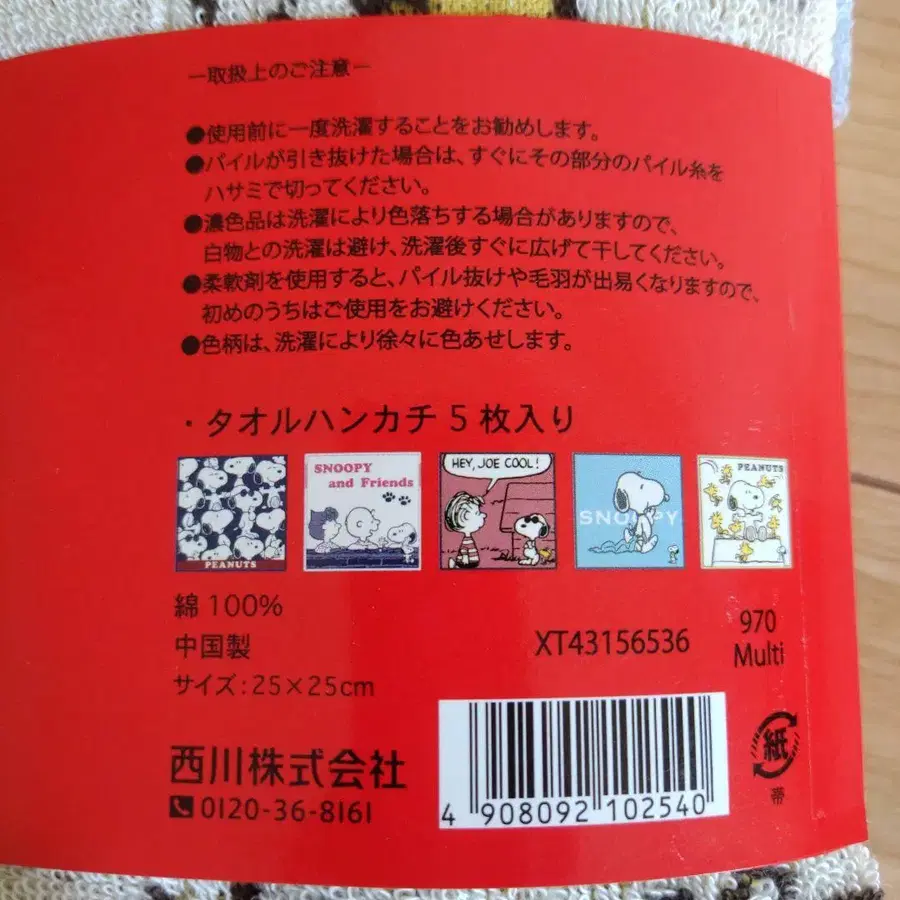 ー取扱上のご注意ー
●使用前に一度洗濯することをお勧めします。
●パイルが引き抜けた場合は、すぐにその部分のパイル糸を
ハサミで切ってください。
●濃色品は洗濯により色落ちする場合がありますので、
白物との洗濯は避け、洗濯後すぐに広げて干してください。
●柔軟剤を使用すると、パイル抜けや毛羽が出易くなりますので、
初めのうちはご使用をお避けください。
●色柄は、洗濯により徐々に色あせします。
・タオルハンカチ5枚入り
PEANUTS
SNOOPY
and Friends
HEY, JOE COOL!
SNOOPY
PEANUTS
綿 100%
中国製
サイズ:25×25cm
XT43156536
970
Multi
西川株式会社
0120-36-8161
4 908092 102540
紙
帯